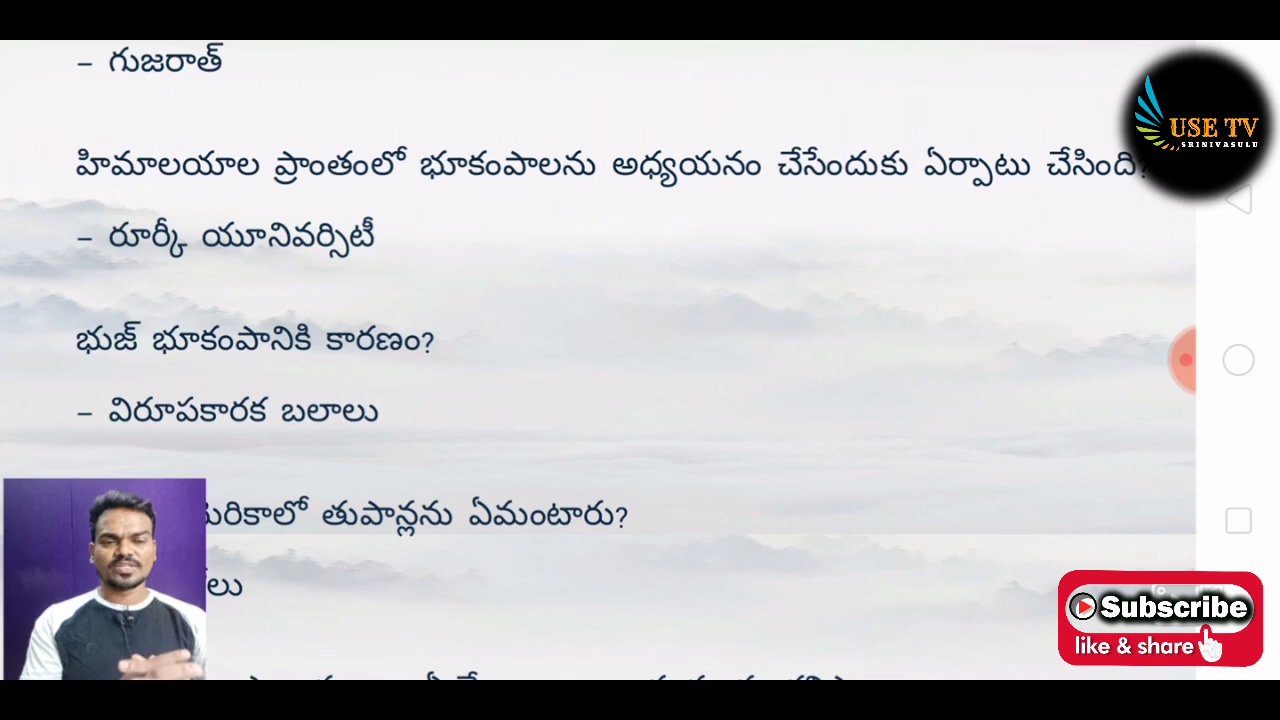 – గుజరాత్
హిమాలయాల ప్రాంతంలో భూకంపాలను అధ్యయనం చేసేందుకు ఏర్పాటు చేసింది?
– రూర్కీ యూనివర్సిటీ
భుజ్ భూకంపానికి కారణం?
– విరూపకారక బలాలు
తుపాన్లను ఏమంటారు?
USE TV
SRINIVASULU
Subscribe
like & share